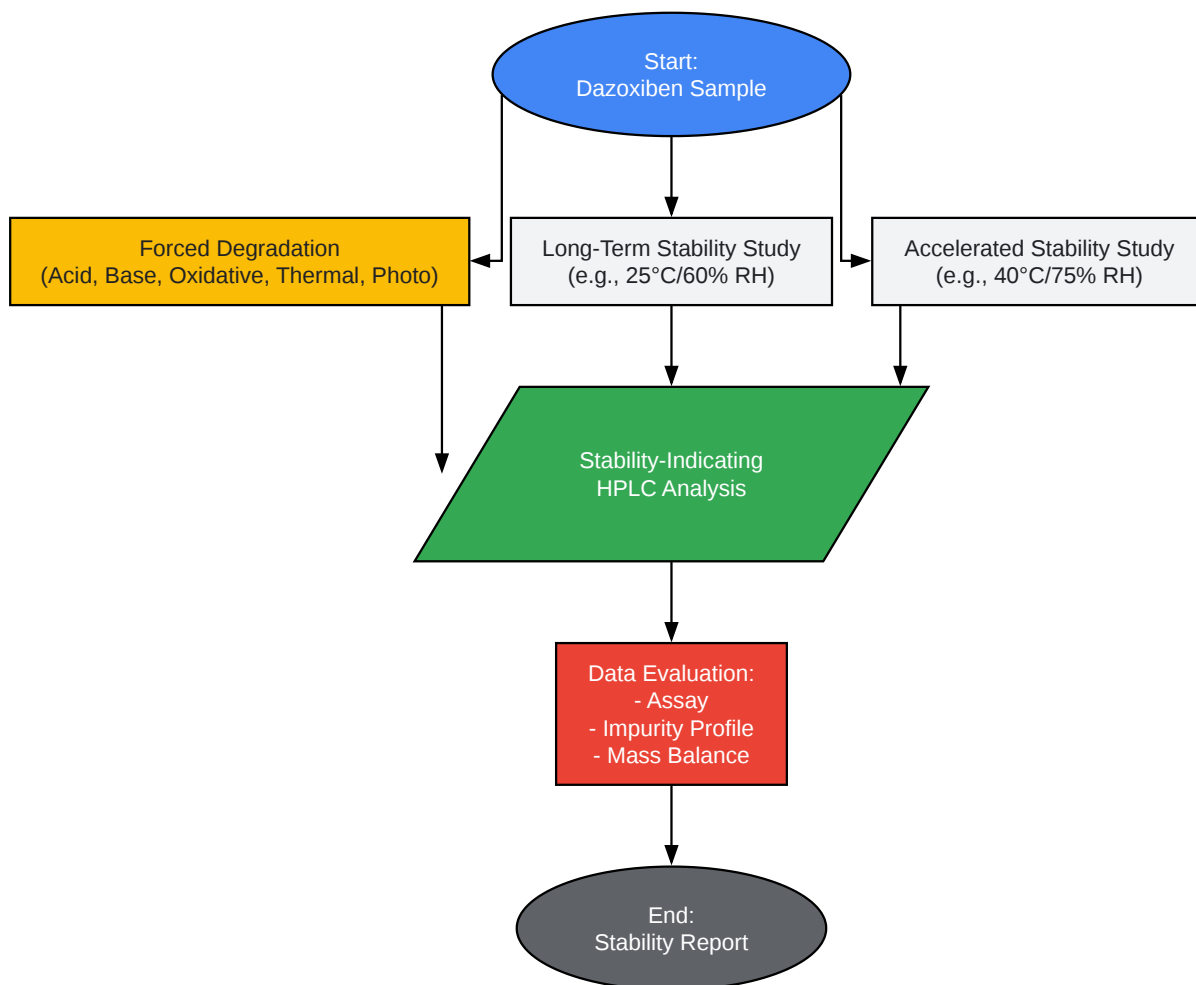 Start:
Dazoxiben Sample
Forced Degradation
(Acid, Base, Oxidative, Thermal, Photo)
Long-Term Stability Study
(e.g., 25°C/60% RH)
Accelerated Stability Study
(e.g., 40°C/75% RH)
Stability-Indicating
HPLC Analysis
Data Evaluation:
- Assay
- Impurity Profile
- Mass Balance
End:
Stability Report